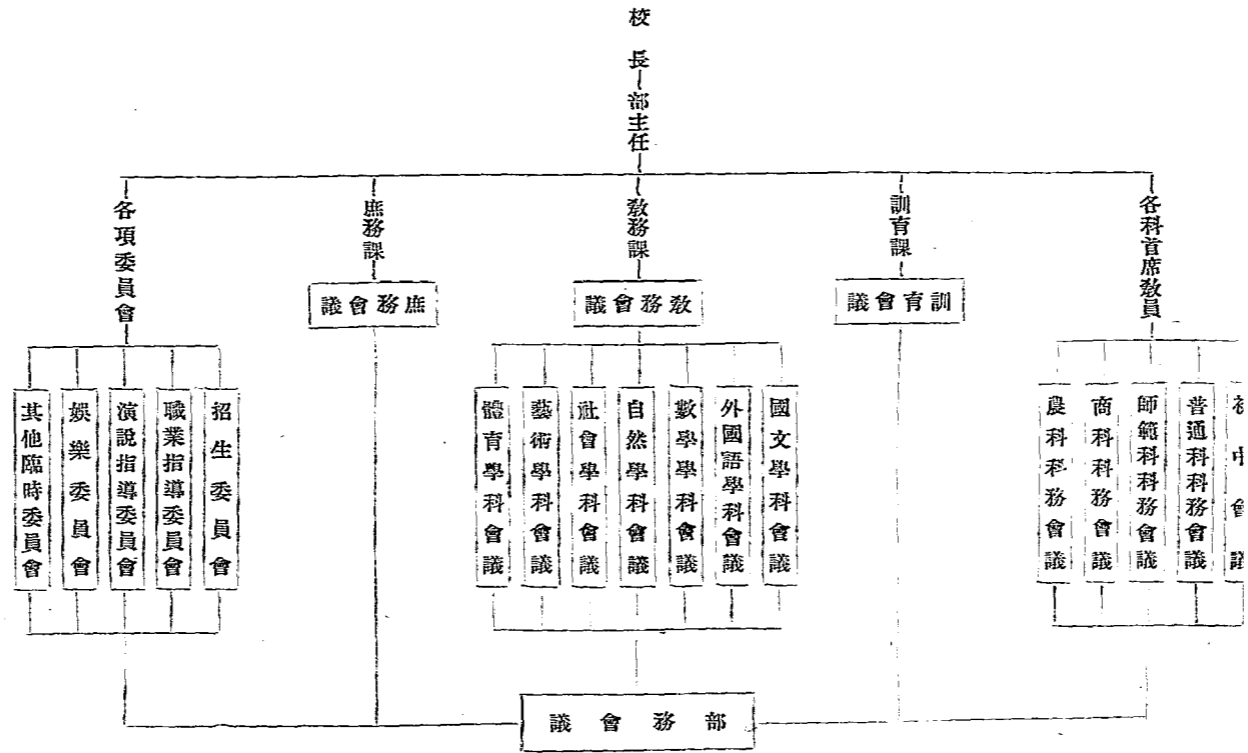 校長
部主任
各科首席教員
訓育課
教務課
庶務課
各項委員會
訓育會議
教務會議
庶務會議
初中會議
普通科科務會議
師範科科務會議
商科科務會議
農科科務會議
國文學科會議
外國語學科會議
數學學科會議
自然學科會議
社會學科會議
藝術學科會議
體育學科會議
招生委員會
職業指導委員會
演說指導委員會
娛樂委員會
其他臨時委員會
部務會議